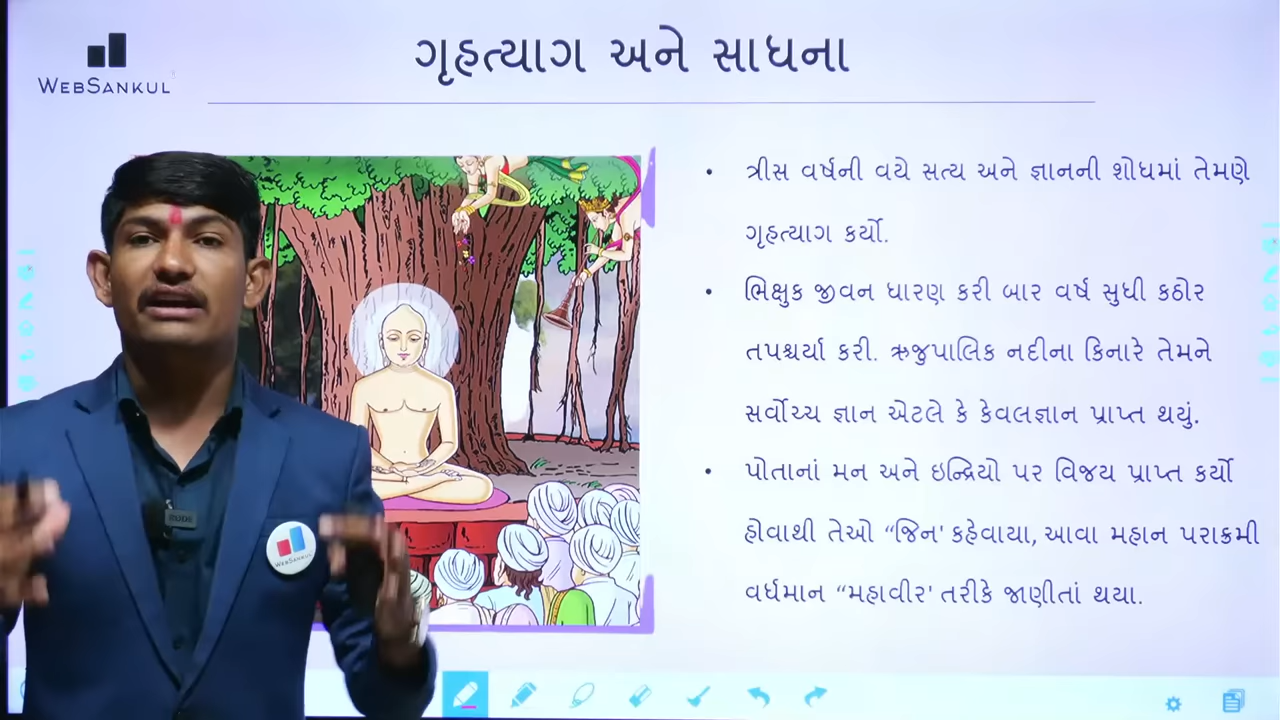 WEBSANKUL
ગૃહત્યાગ અને સાધના
• ત્રીસ વર્ષની વયે સત્ય અને જ્ઞાનની શોધમાં તેમણે
ગૃહત્યાગ કર્યો.
• ભિક્ષુક જીવન ધારણ કરી બાર વર્ષ સુધી કઠોર
તપશ્ચર્યા કરી. ઋજુપાલિક નદીના કિનારે તેમને
સર્વોચ્ચ જ્ઞાન એટલે કે કેવલજ્ઞાન પ્રાપ્ત થયું.
• પોતાનાં મન અને ઇન્દ્રિયો પર વિજય પ્રાપ્ત કર્યો
હોવાથી તેઓ “જિન' કહેવાયા, આવા મહાન પરાક્રમી
વર્ધમાન “મહાવીર' તરીકે જાણીતાં થયા.
RODE
WEBSANKUL